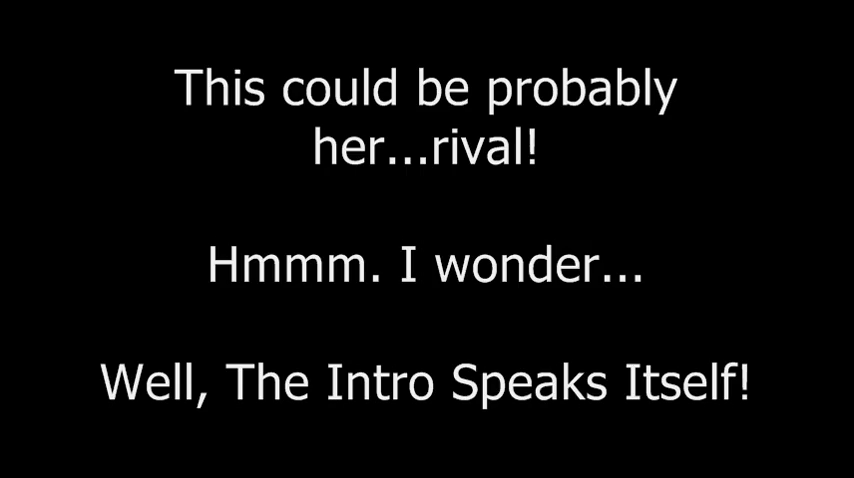 This could be probably
her...rival!
Hmmm. I wonder...
Well, The Intro Speaks Itself!